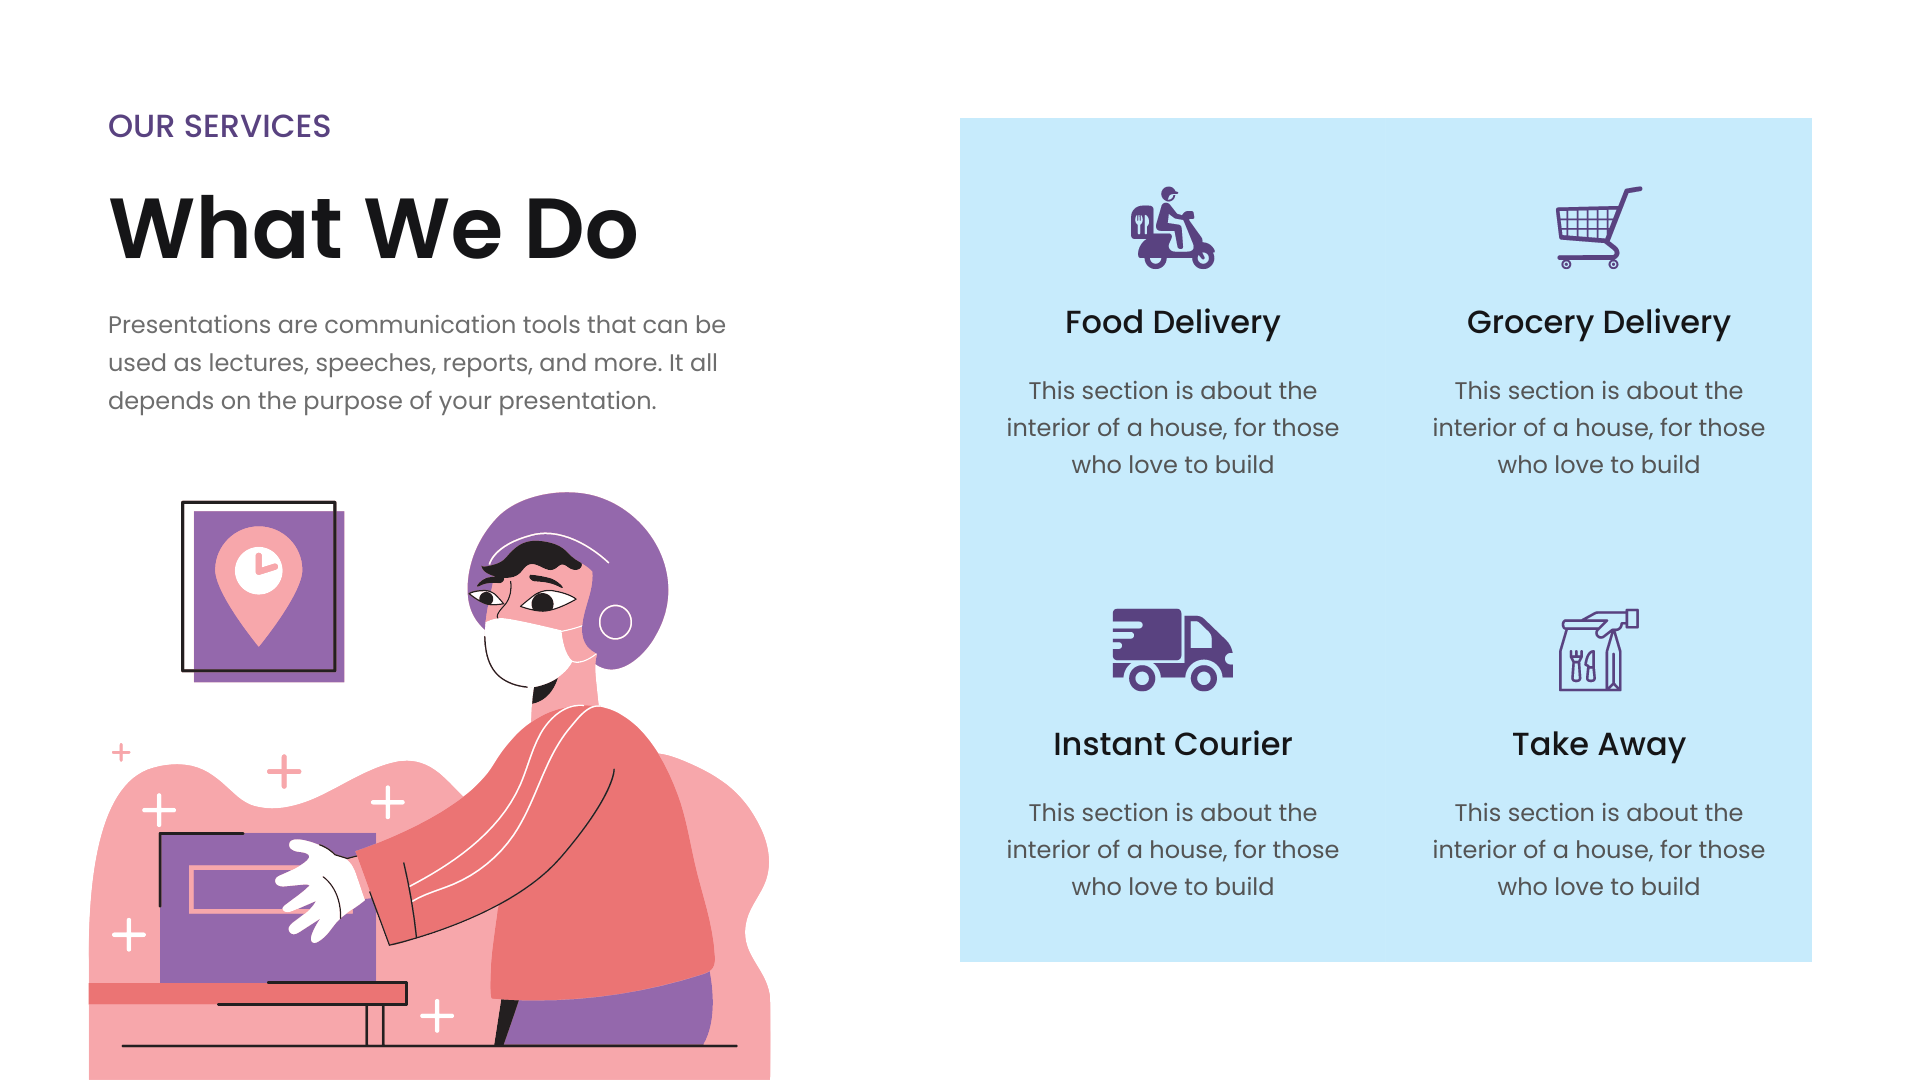 OUR SERVICES
What We Do
Presentations are communication tools that can be
used as lectures, speeches, reports, and more. It all
depends on the purpose of your presentation.
Food Delivery
This section is about the
interior of a house, for those
who love to build
Grocery Delivery
This section is about the
interior of a house, for those
who love to build
Instant Courier
This section is about the
interior of a house, for those
who love to build
Take Away
This section is about the
interior of a house, for those
who love to build